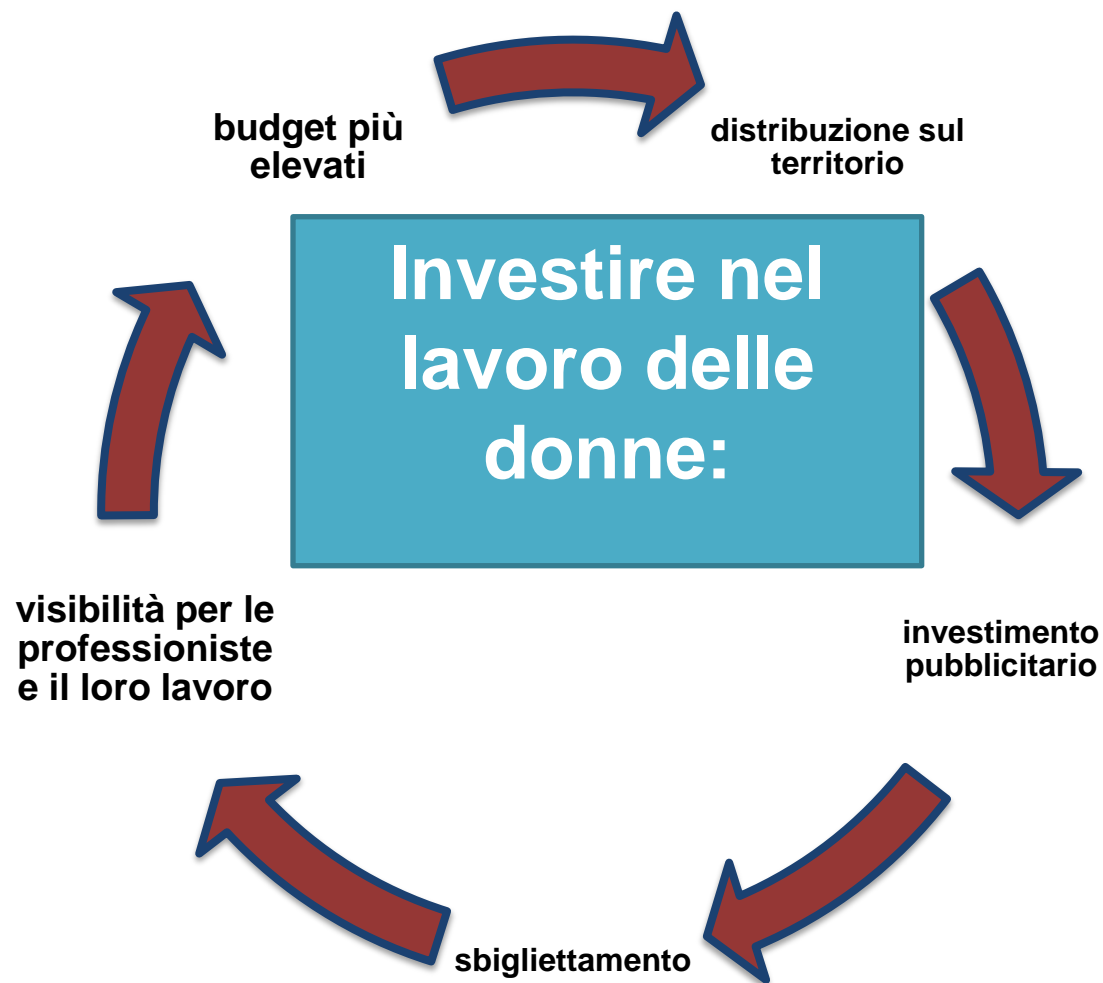 budget più
elevati
distribuzione sul
territorio
Investire nel
lavoro delle
donne:
visibilità per le
professioniste
e il loro lavoro
investimento
pubblicitario
sbigliettamento